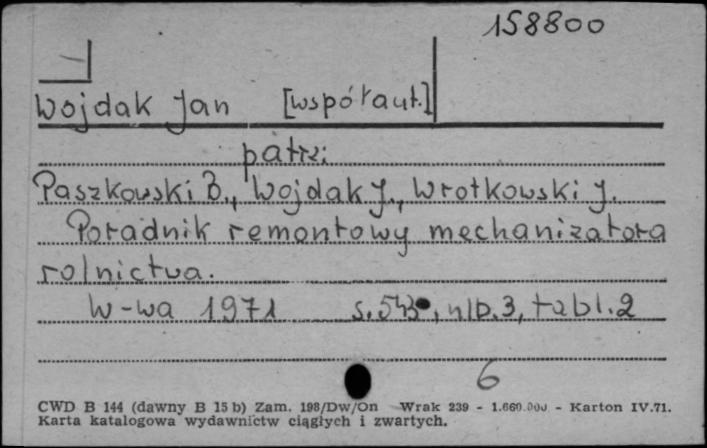 158800
Wojdak Jan [współaut.]
patrz:
Paszkowski B., Wojdak J., Wrotkowski J.
Poradnik remontowy mechanizatora
rolnictwa.
W-wa 1971 s. 543, nlb. 3, tabl. 2
6
CWD B 144 (dawny B 15 b) Zam. 198/Dw/On Wrak 239 - 1.660.000 - Karton IV.71.
Karta katalogowa wydawnictw ciągłych i zwartych.